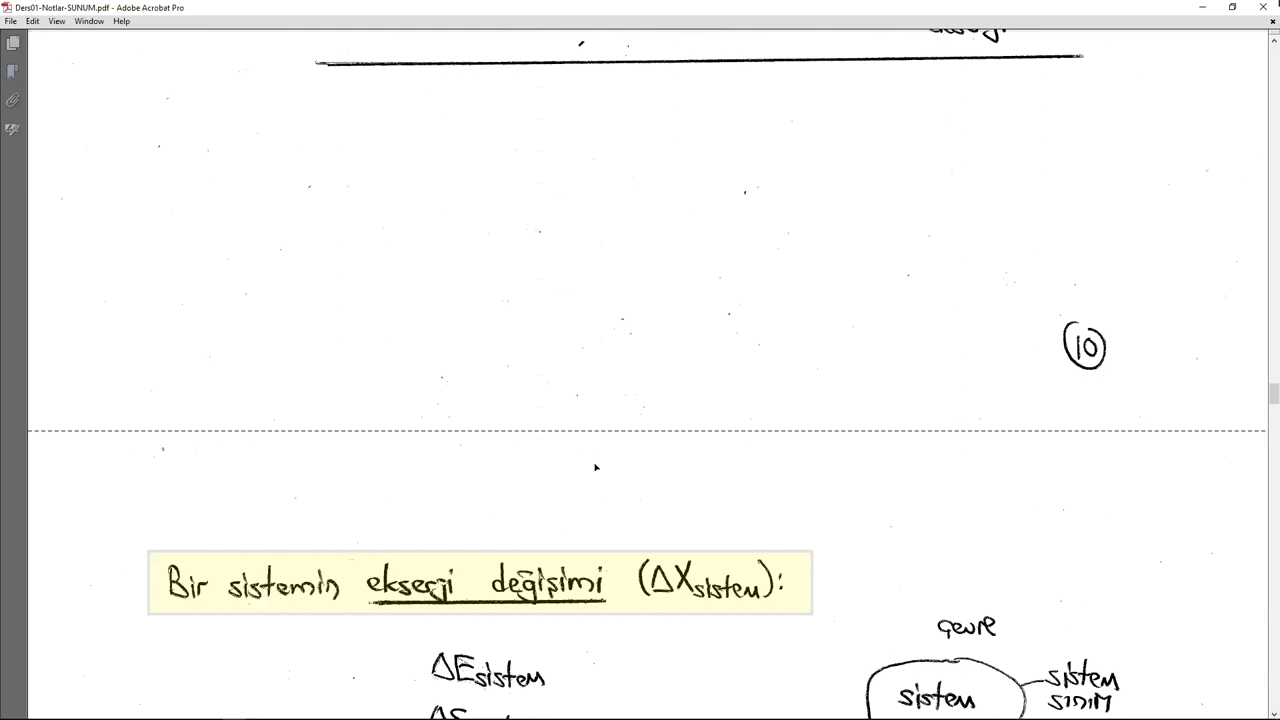 Ders01-Notlar-SUNUM.pdf - Adobe Acrobat Pro
File Edit View Window Help
10
Bir sistemin eksergi değişimi (ΔXsistem):
çevre
ΔEsistem
sistem
sistem
sınırı